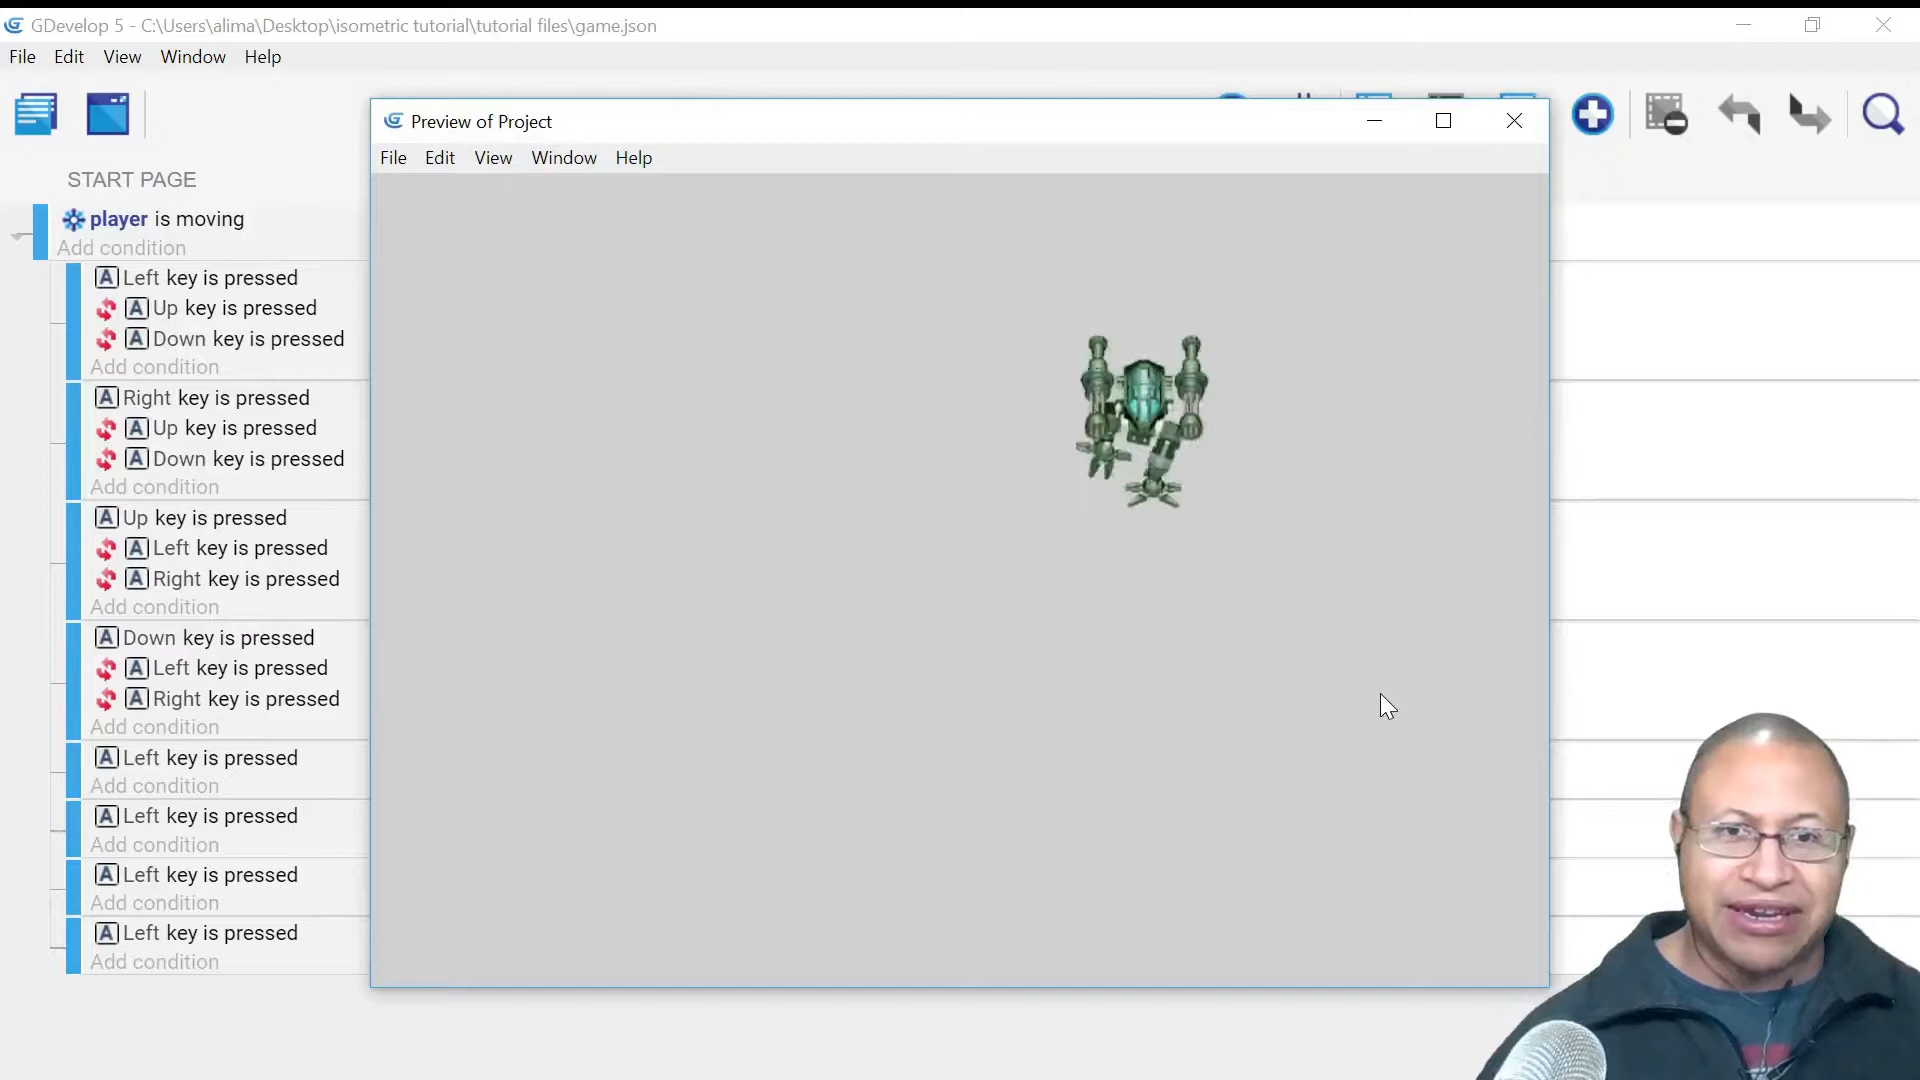 GDevelop 5 - C:\Users\alima\Desktop\isometric tutorial\tutorial files\game.json
File Edit View Window Help
START PAGE
player is moving
Add condition
A Left key is pressed
A Up key is pressed
A Down key is pressed
Add condition
A Right key is pressed
A Up key is pressed
A Down key is pressed
Add condition
A Up key is pressed
A Left key is pressed
A Right key is pressed
Add condition
A Down key is pressed
A Left key is pressed
A Right key is pressed
Add condition
A Left key is pressed
Add condition
A Left key is pressed
Add condition
A Left key is pressed
Add condition
A Left key is pressed
Add condition
Preview of Project
File Edit View Window Help